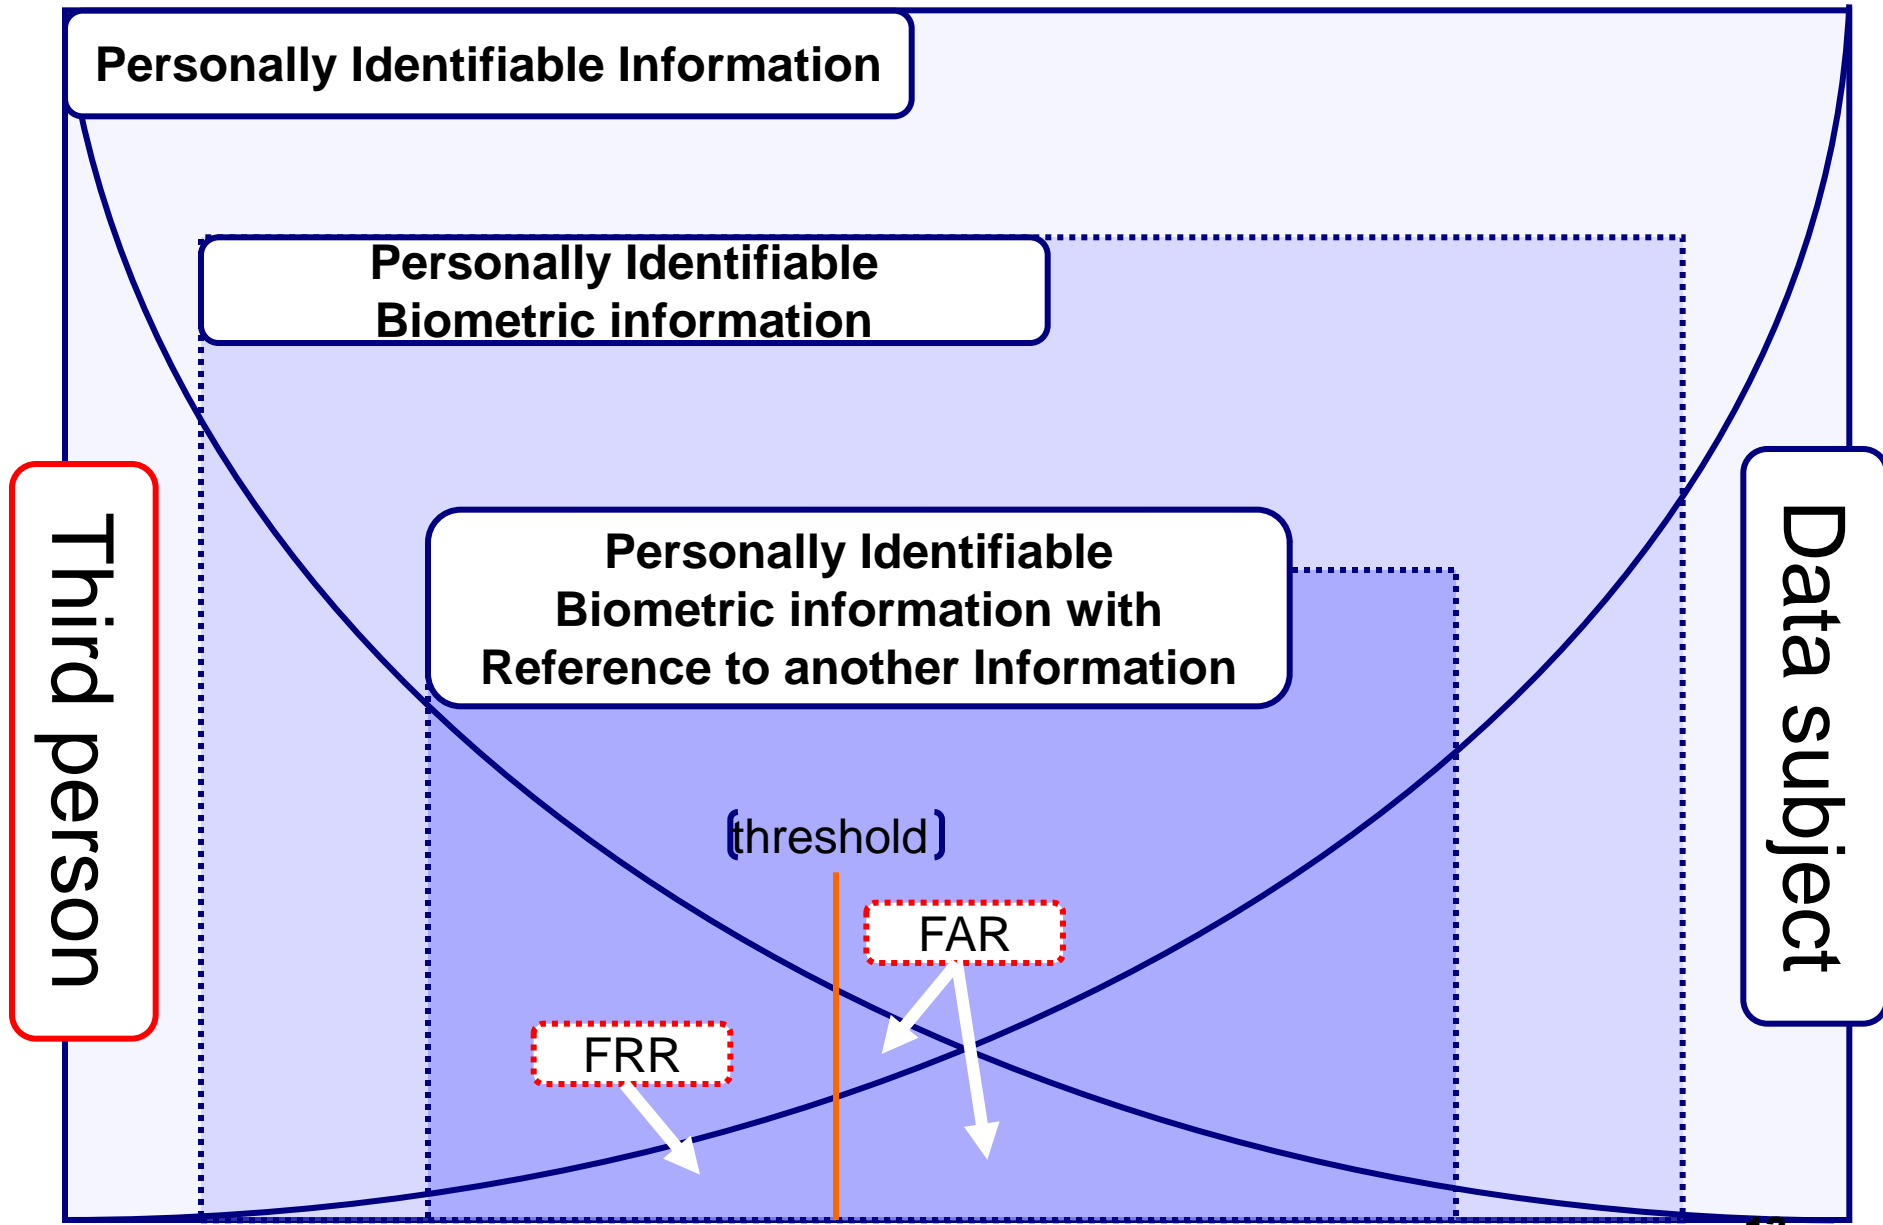 Personally Identifiable Information
Personally Identifiable
Biometric information
Personally Identifiable
Biometric information with
Reference to another Information
Third person
Data subject
[threshold]
FAR
FRR